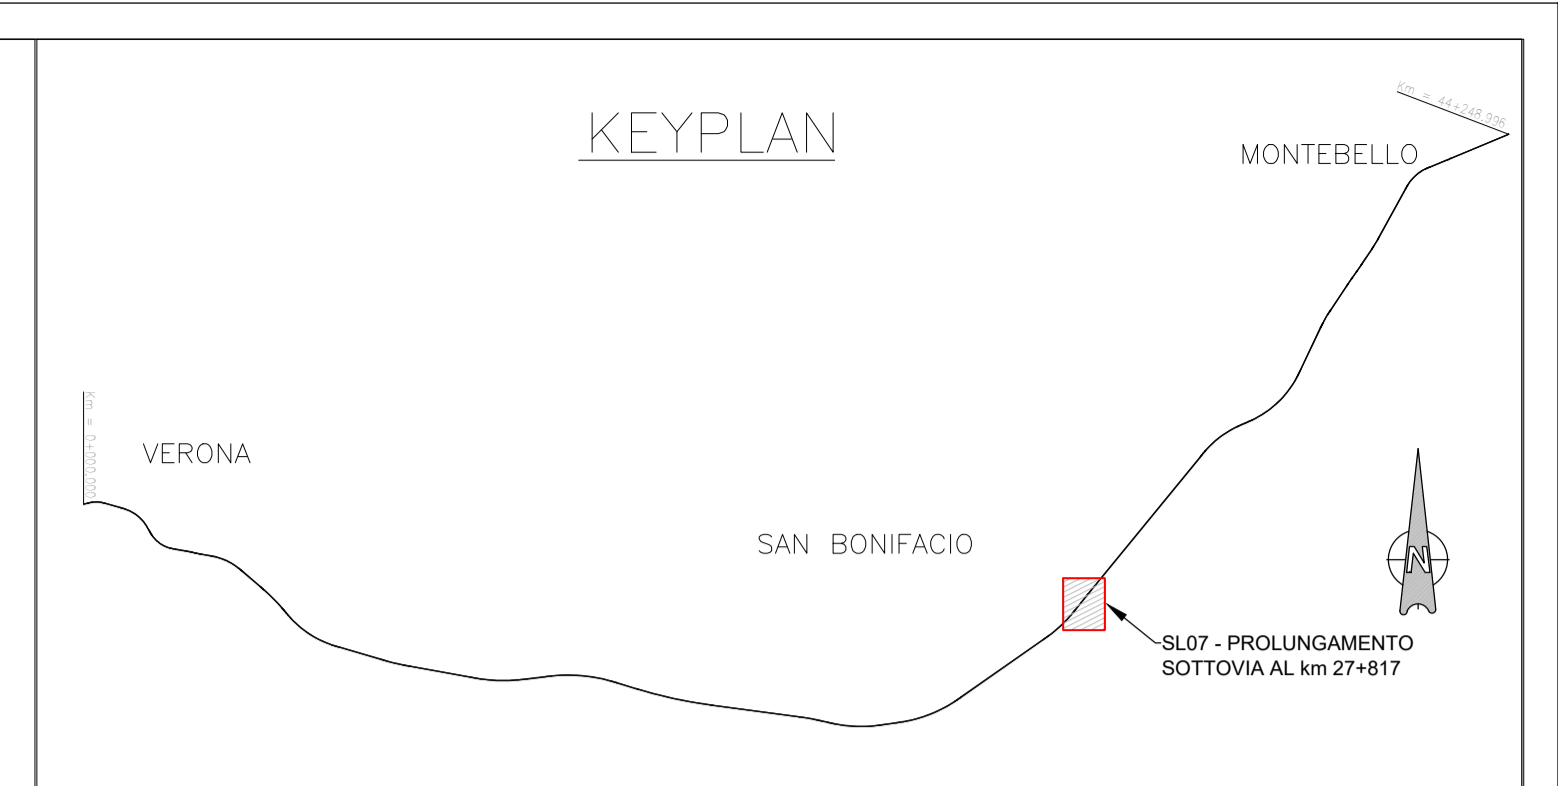 KEYPLAN
Km = 44+248.996
MONTEBELLO
Km = 0+000.000
VERONA
SAN BONIFACIO
N
SL07 - PROLUNGAMENTO
SOTTOVIA AL km 27+817